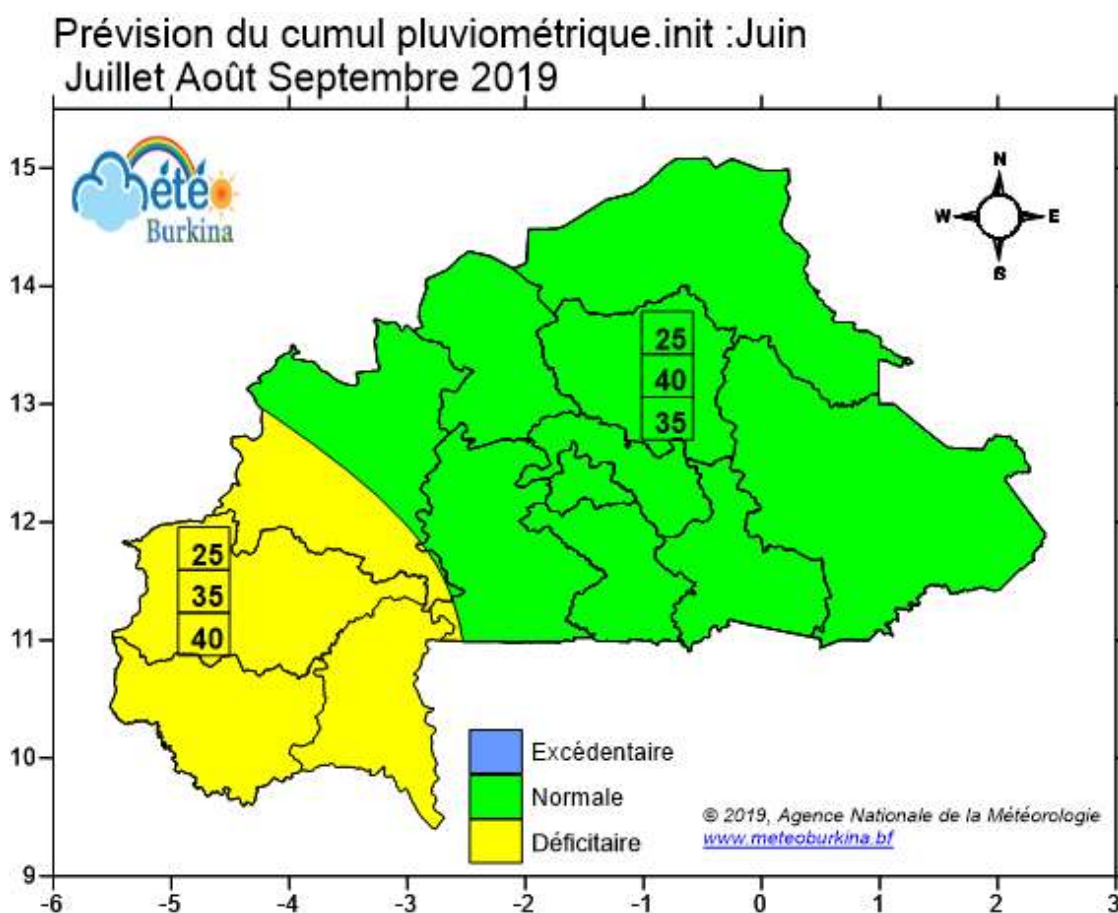 Prévision du cumul pluviométrique.init :Juin
Juillet Août Septembre 2019
été
Burkina
N
W
E
S
15
14
13
12
11
10
9
25
40
35
25
35
40
Excédentaire
Normale
Déficitaire
© 2019, Agence Nationale de la Météorologie
www.meteoburkina.bf
-6
-5
-4
-3
-2
-1
0
1
2
3